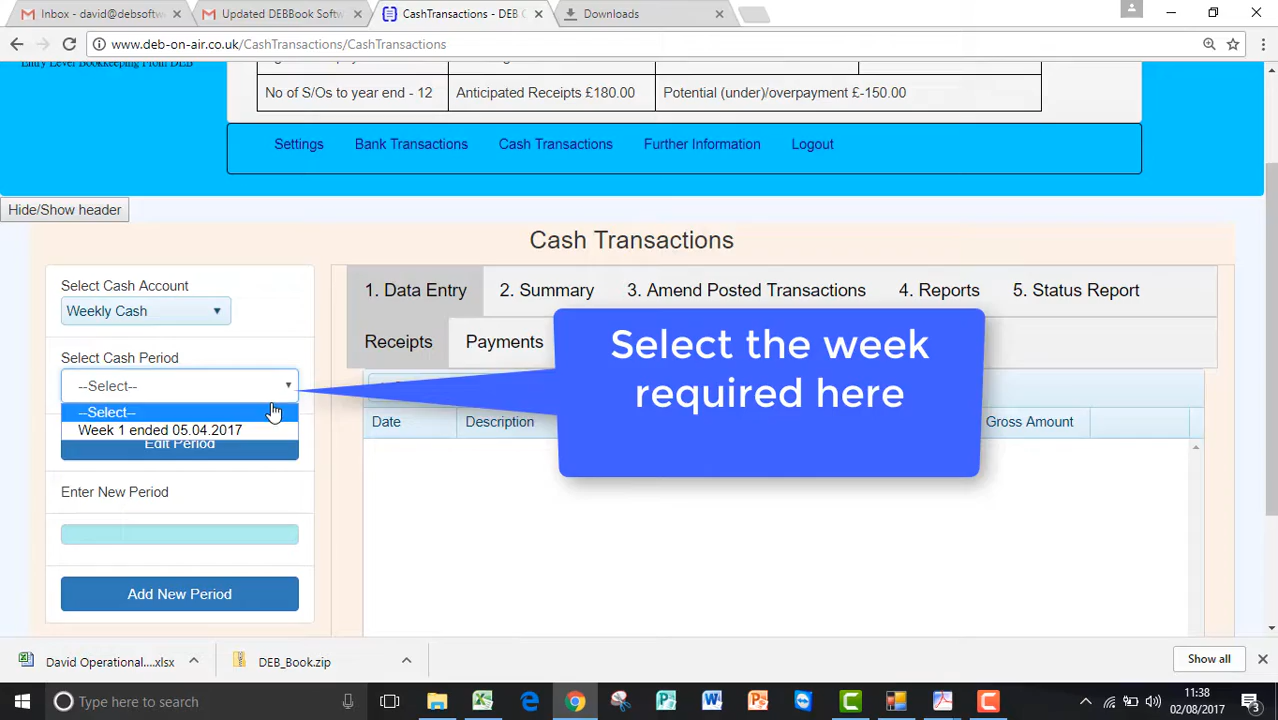 Inbox - david@debsoftw
Updated DEBBook Softw
CashTransactions - DEB
Downloads
www.deb-on-air.co.uk/CashTransactions/CashTransactions
Entry Level Bookkeeping From DEB
No of S/Os to year end - 12
Anticipated Receipts £180.00
Potential (under)/overpayment £-150.00
Settings
Bank Transactions
Cash Transactions
Further Information
Logout
Hide/Show header
Cash Transactions
Select Cash Account
Weekly Cash
1. Data Entry
2. Summary
3. Amend Posted Transactions
4. Reports
5. Status Report
Receipts
Payments
Select the week
required here
Select Cash Period
--Select--
--Select--
Week 1 ended 05.04.2017
Edit Period
Date
Description
Gross Amount
Enter New Period
Add New Period
David Operational....xlsx
DEB_Book.zip
Show all
Type here to search
11:38
02/08/2017
3